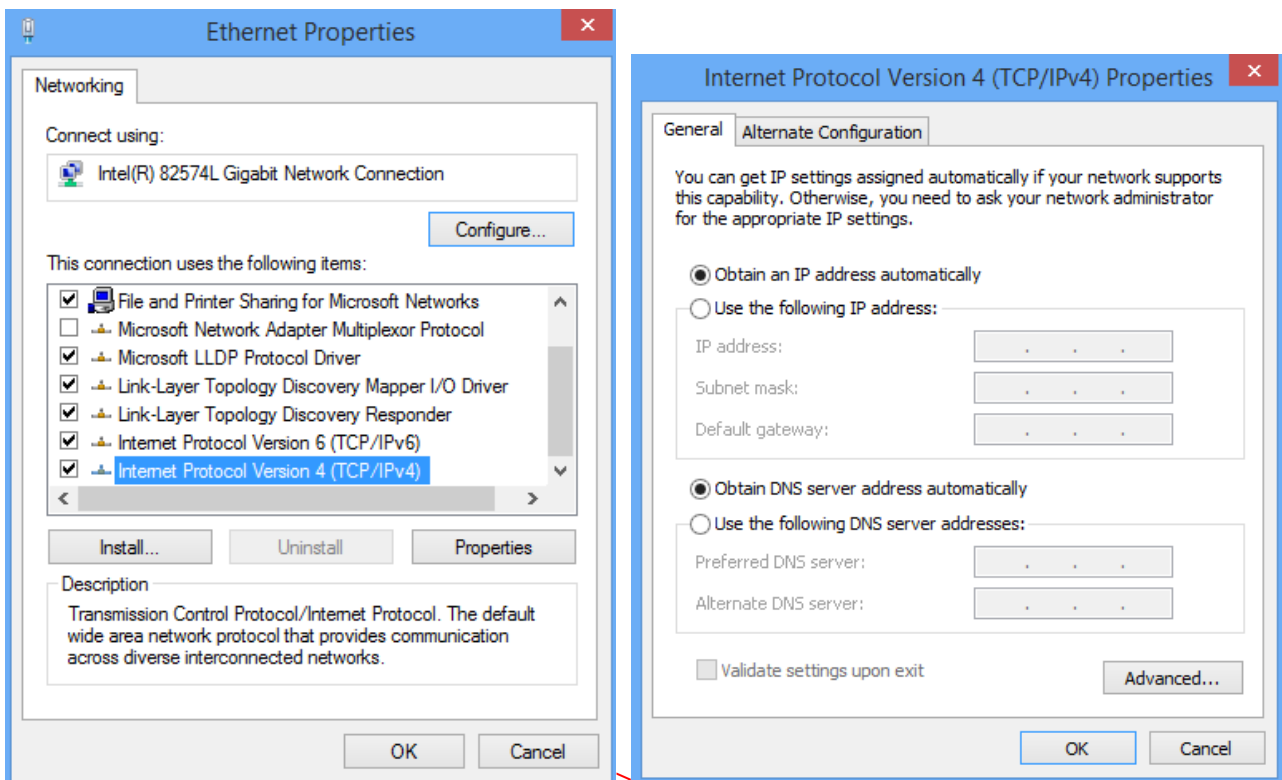 Ethernet Properties
Networking
Connect using:
Intel(R) 82574L Gigabit Network Connection
Configure...
This connection uses the following items:
File and Printer Sharing for Microsoft Networks
Microsoft Network Adapter Multiplexor Protocol
Microsoft LLDP Protocol Driver
Link-Layer Topology Discovery Mapper I/O Driver
Link-Layer Topology Discovery Responder
Internet Protocol Version 6 (TCP/IPv6)
Internet Protocol Version 4 (TCP/IPv4)
Install...
Uninstall
Properties
Description
Transmission Control Protocol/Internet Protocol. The default
wide area network protocol that provides communication
across diverse interconnected networks.
OK
Cancel
Internet Protocol Version 4 (TCP/IPv4) Properties
General
Alternate Configuration
You can get IP settings assigned automatically if your network supports
this capability. Otherwise, you need to ask your network administrator
for the appropriate IP settings.
Obtain an IP address automatically
Use the following IP address:
IP address:
Subnet mask:
Default gateway:
Obtain DNS server address automatically
Use the following DNS server addresses:
Preferred DNS server:
Alternate DNS server:
Validate settings upon exit
Advanced...
OK
Cancel